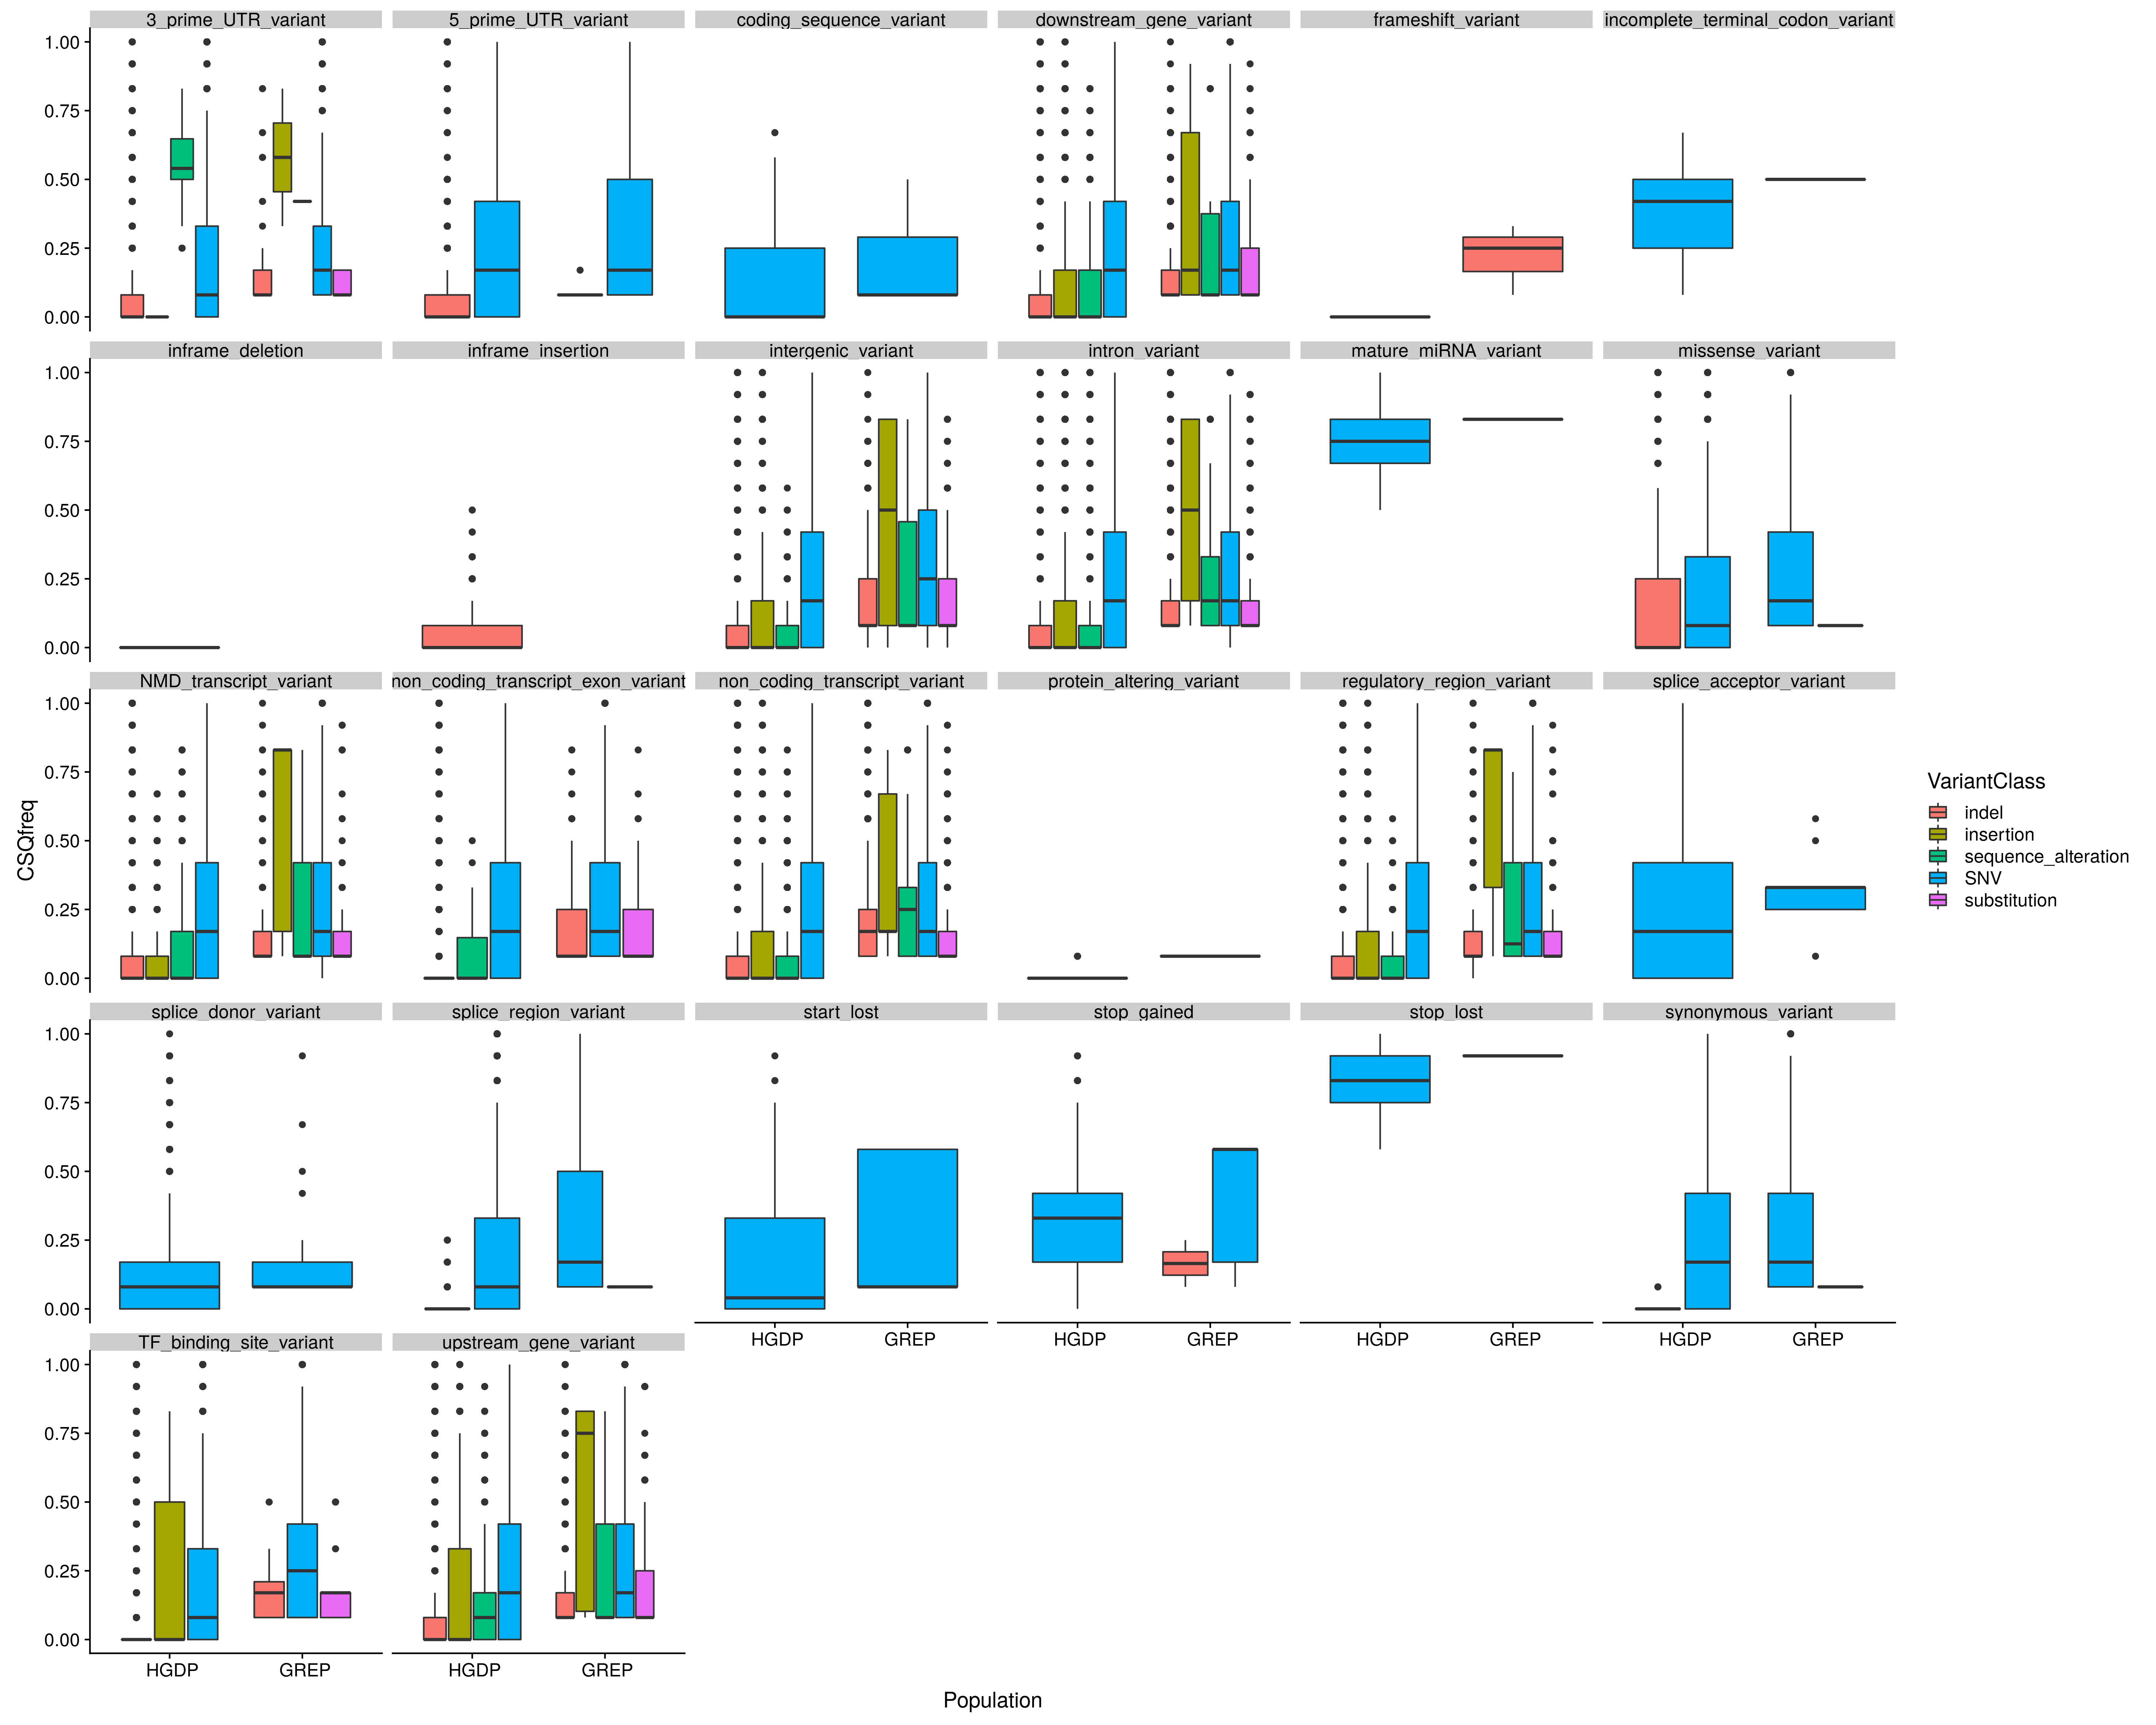 3_prime_UTR_variant
5_prime_UTR_variant
coding_sequence_variant
downstream_gene_variant
frameshift_variant
incomplete_terminal_codon_variant
1.00
0.75
0.50
0.25
0.00
inframe_deletion
inframe_insertion
intergenic_variant
intron_variant
mature_miRNA_variant
missense_variant
1.00
0.75
0.50
0.25
0.00
NMD_transcript_variant
non_coding_transcript_exon_variant
non_coding_transcript_variant
protein_altering_variant
regulatory_region_variant
splice_acceptor_variant
1.00
0.75
0.50
0.25
0.00
CSQfreq
VariantClass
indel
insertion
sequence_alteration
SNV
substitution
splice_donor_variant
splice_region_variant
start_lost
stop_gained
stop_lost
synonymous_variant
1.00
0.75
0.50
0.25
0.00
HGDP
GREP
HGDP
GREP
HGDP
GREP
HGDP
GREP
TF_binding_site_variant
upstream_gene_variant
1.00
0.75
0.50
0.25
0.00
HGDP
GREP
HGDP
GREP
Population